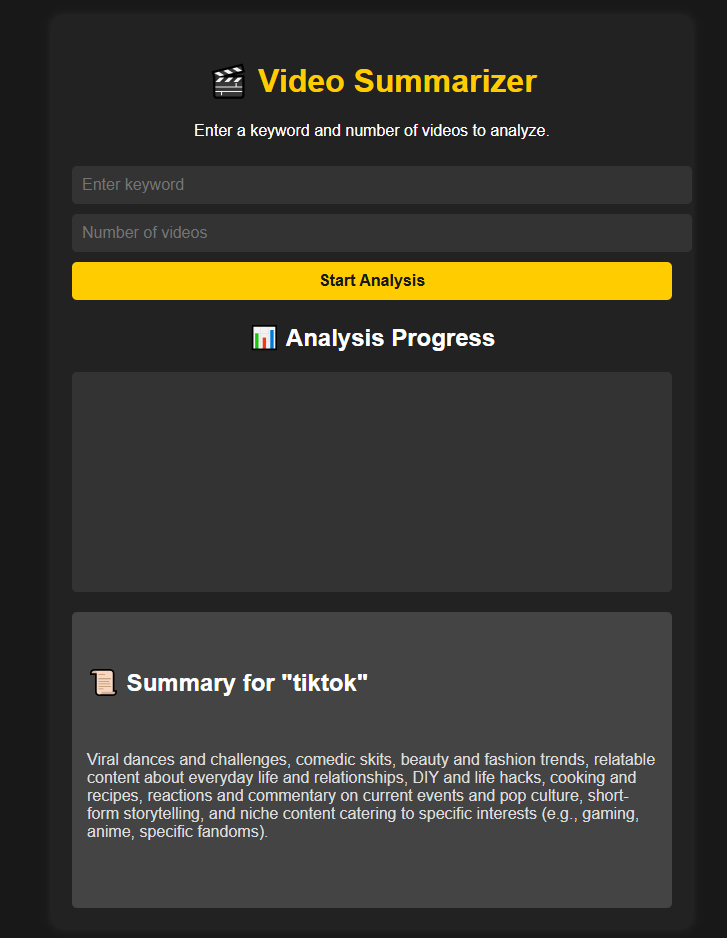 🎬 Video Summarizer
Enter a keyword and number of videos to analyze.
Enter keyword
Number of videos
Start Analysis
📊 Analysis Progress
📜 Summary for "tiktok"
Viral dances and challenges, comedic skits, beauty and fashion trends, relatable
content about everyday life and relationships, DIY and life hacks, cooking and
recipes, reactions and commentary on current events and pop culture, short-
form storytelling, and niche content catering to specific interests (e.g., gaming,
anime, specific fandoms).